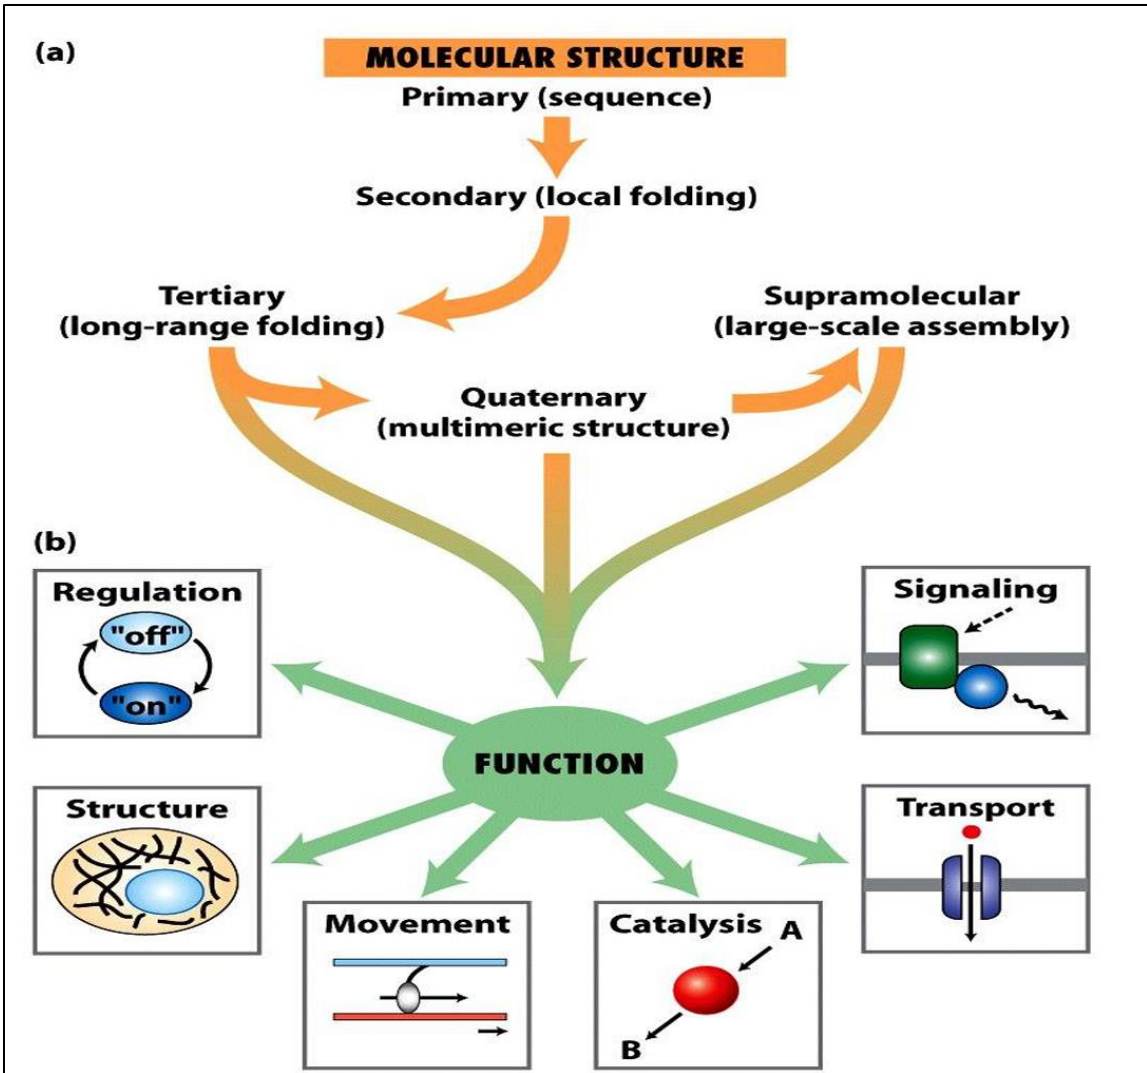 (a)
MOLECULAR STRUCTURE
Primary (sequence)
Secondary (local folding)
Tertiary
(long-range folding)
Supramolecular
(large-scale assembly)
Quaternary
(multimeric structure)
(b)
Regulation
"off"
"on"
Signaling
FUNCTION
Structure
Transport
Movement
Catalysis
A
B